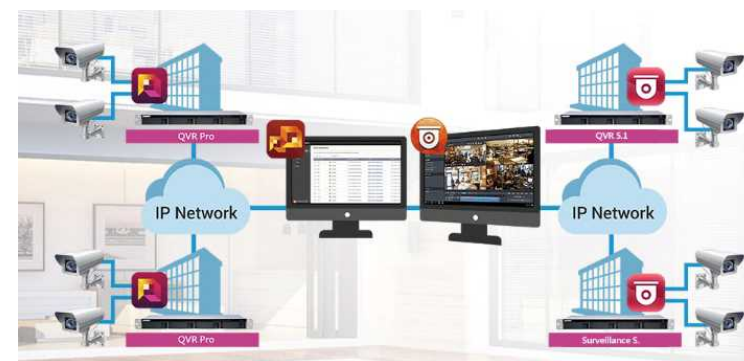 QVR Pro
QVR 5.1
IP Network
IP Network
QVR Pro
Surveillance S.